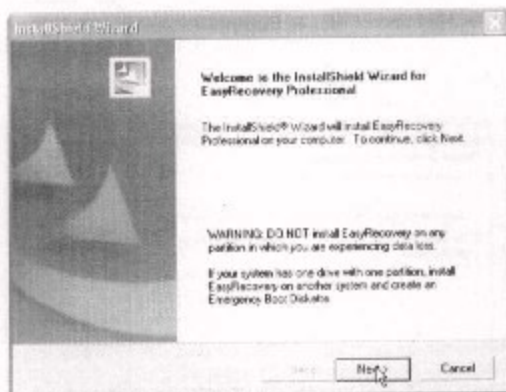 InstallShield Wizard
Welcome to the InstallShield Wizard for
EasyRecovery Professional
The InstallShield® Wizard will install EasyRecovery
Professional on your computer. To continue, click Next.
WARNING: DO NOT install EasyRecovery on any
partition in which you are experiencing data loss.
If your system has one drive with one partition, install
EasyRecovery on another system and create an
Emergency Boot Diskette.
Next >
Cancel